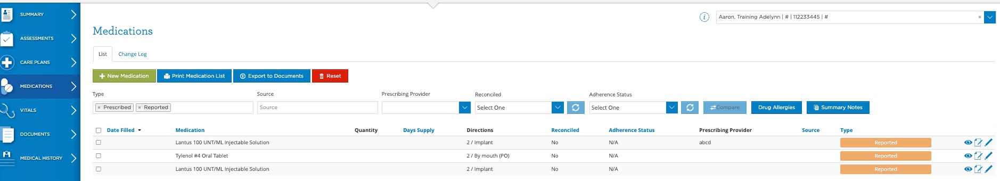 SUMMARY
ASSESSMENTS
CARE PLANS
MEDICATIONS
VITALS
DOCUMENTS
MEDICAL HISTORY
Aaron, Training Adelynn | # | 112233445 | #
Medications
List Change Log
New Medication Print Medication List Export to Documents Reset
Type Source Prescribing Provider Reconciled Adherence Status
× Prescribed × Reported Source Select One Select One Compare Drug Allergies Summary Notes
Date Filled Medication Quantity Days Supply Directions Reconciled Adherence Status Prescribing Provider Source Type
Lantus 100 UNT/ML Injectable Solution 2 / Implant No N/A abcd Reported
Tylenol #4 Oral Tablet 2 / By mouth (PO) No N/A Reported
Lantus 100 UNT/ML Injectable Solution 2 / Implant No N/A Reported